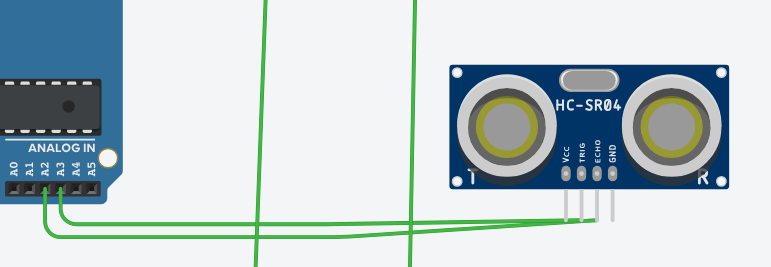 HC-SR04
VCC
TRIG
ECHO
GND
T
R
ANALOG IN
A0
A1
A2
A3
A4
A5